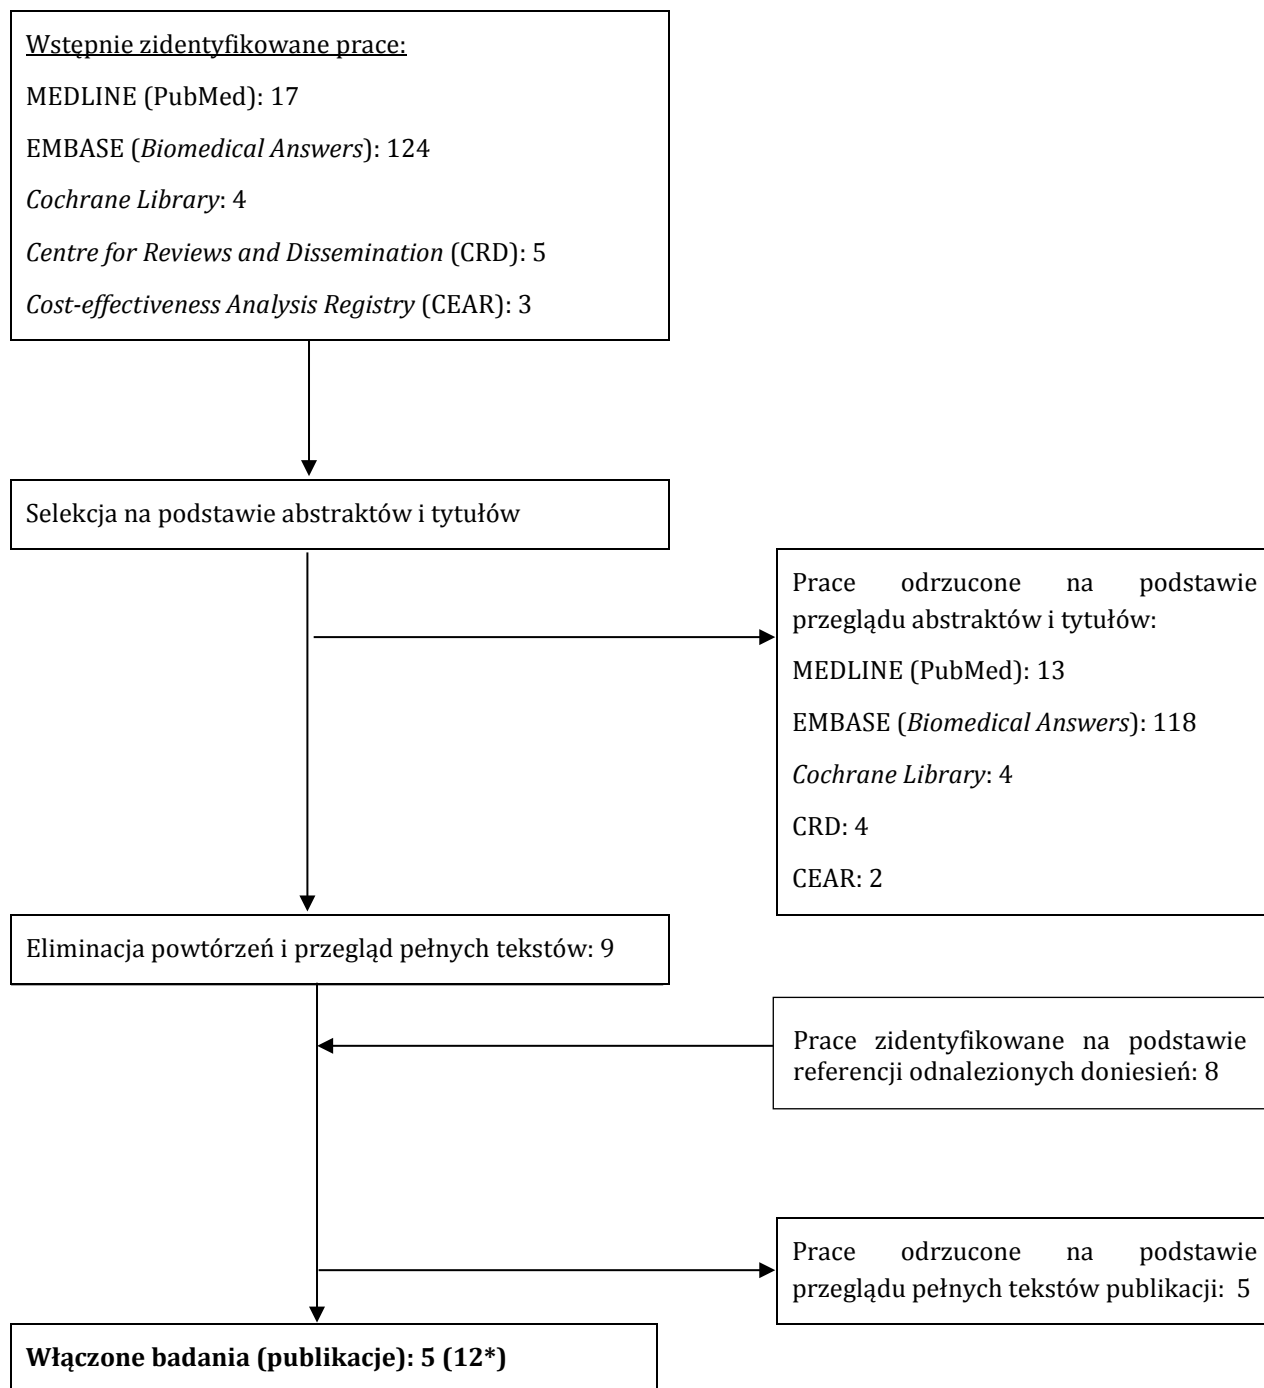 Wstępnie zidentyfikowane prace:
MEDLINE (PubMed): 17
EMBASE (Biomedical Answers): 124
Cochrane Library: 4
Centre for Reviews and Dissemination (CRD): 5
Cost-effectiveness Analysis Registry (CEAR): 3
Selekcja na podstawie abstraktów i tytułów
Prace odrzucone na podstawie
przeglądu abstraktów i tytułów:
MEDLINE (PubMed): 13
EMBASE (Biomedical Answers): 118
Cochrane Library: 4
CRD: 4
CEAR: 2
Eliminacja powtórzeń i przegląd pełnych tekstów: 9
Prace zidentyfikowane na podstawie
referencji odnalezionych doniesień: 8
Prace odrzucone na podstawie
przeglądu pełnych tekstów publikacji: 5
Włączone badania (publikacje): 5 (12*)